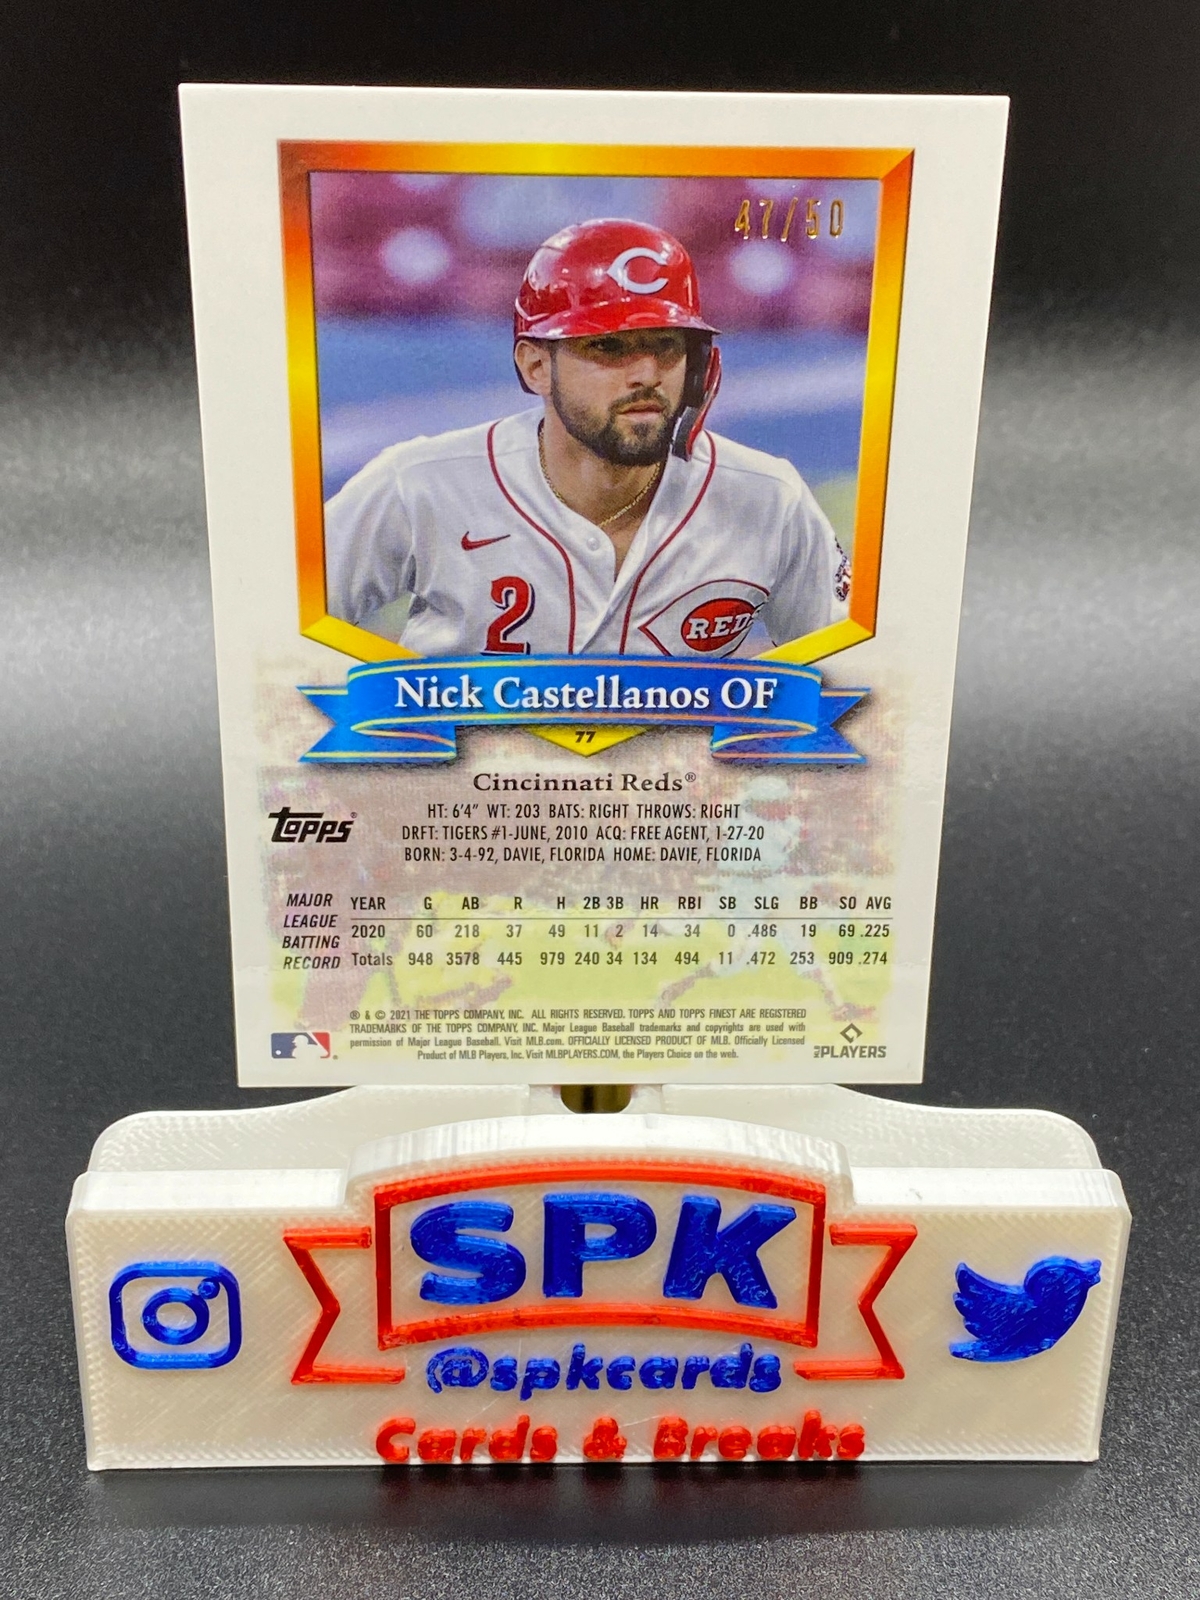 47/50
C
2
REDS
Nick Castellanos OF
77
Cincinnati Reds®
topps®
HT: 6'4" WT: 203 BATS: RIGHT THROWS: RIGHT
DRFT: TIGERS #1-JUNE, 2010 ACQ: FREE AGENT, 1-27-20
BORN: 3-4-92, DAVIE, FLORIDA HOME: DAVIE, FLORIDA
MAJOR LEAGUE BATTING RECORD
YEAR G AB R H 2B 3B HR RBI SB SLG BB SO AVG
2020 60 218 37 49 11 2 14 34 0 .486 19 69 .225
Totals 948 3578 445 979 240 34 134 494 11 .472 253 909 .274
® & © 2021 THE TOPPS COMPANY, INC. ALL RIGHTS RESERVED. TOPPS AND TOPPS FINEST ARE REGISTERED
TRADEMARKS OF THE TOPPS COMPANY, INC. Major League Baseball trademarks and copyrights are used with
permission of Major League Baseball. Visit MLB.com. OFFICIALLY LICENSED PRODUCT OF MLB. Officially Licensed
Product of MLB Players, Inc. Visit MLBPLAYERS.COM, the Players Choice on the web.
MLB PLAYERS
SPK
@spkcards
Cards & Breaks